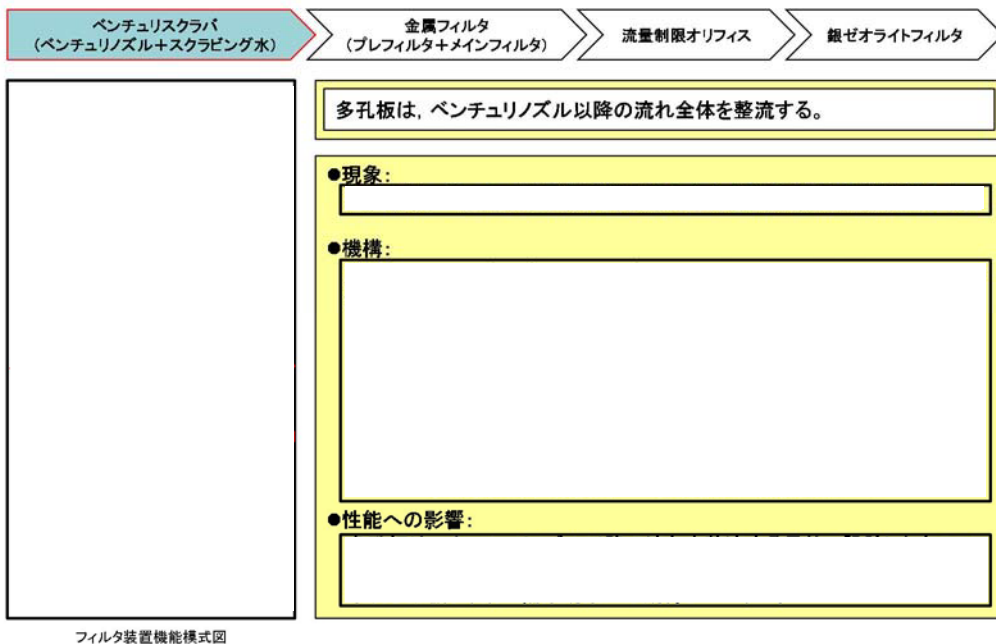 ベンチュリスクラバ
(ベンチュリノズル+スクラビング水)
金属フィルタ
(プレフィルタ+メインフィルタ)
流量制限オリフィス
銀ゼオライトフィルタ
多孔板は，ベンチュリノズル以降の流れ全体を整流する。
●現象：
●機構：
●性能への影響：
フィルタ装置機能模式図